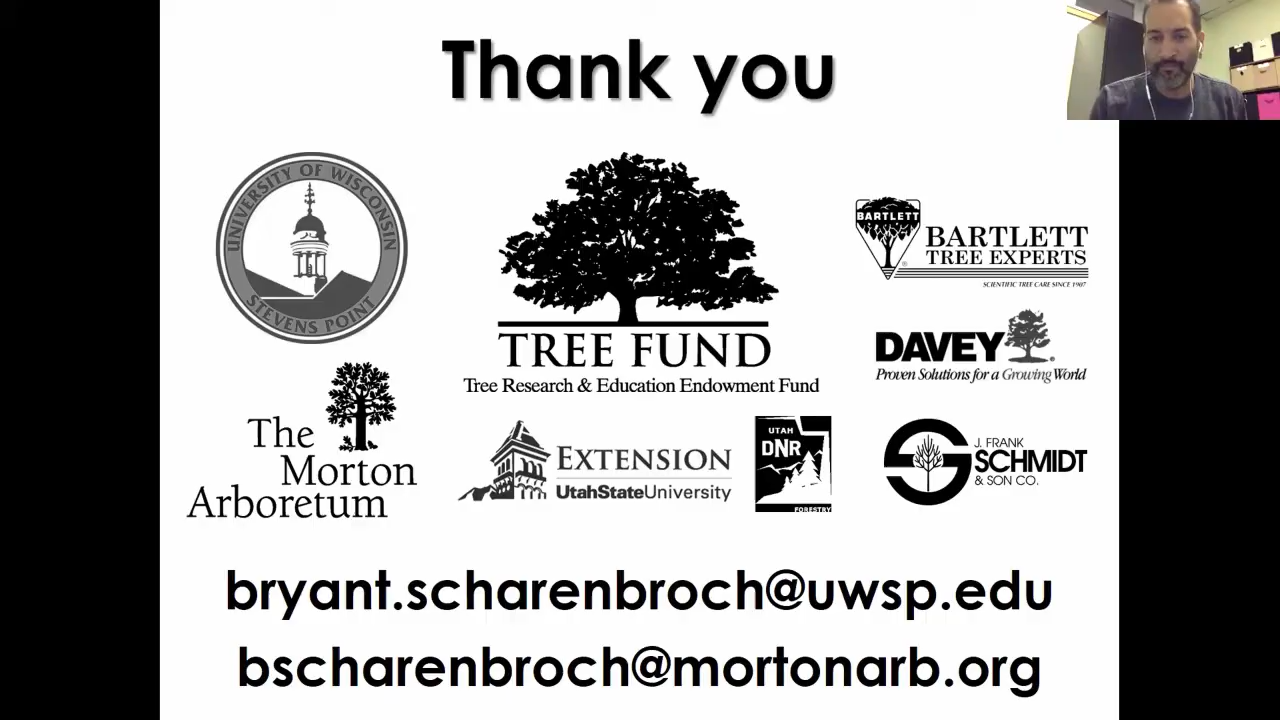 Thank you
UNIVERSITY OF WISCONSIN
STEVENS POINT
TREE FUND
Tree Research & Education Endowment Fund
BARTLETT
BARTLETT
TREE EXPERTS
SCIENTIFIC TREE CARE SINCE 1907
DAVEY
Proven Solutions for a Growing World
The
Morton
Arboretum
EXTENSION
UtahStateUniversity
UTAH
DNR
FORESTRY
J. FRANK
SCHMIDT
& SON CO.
bryant.scharenbroch@uwsp.edu
bscharenbroch@mortonarb.org